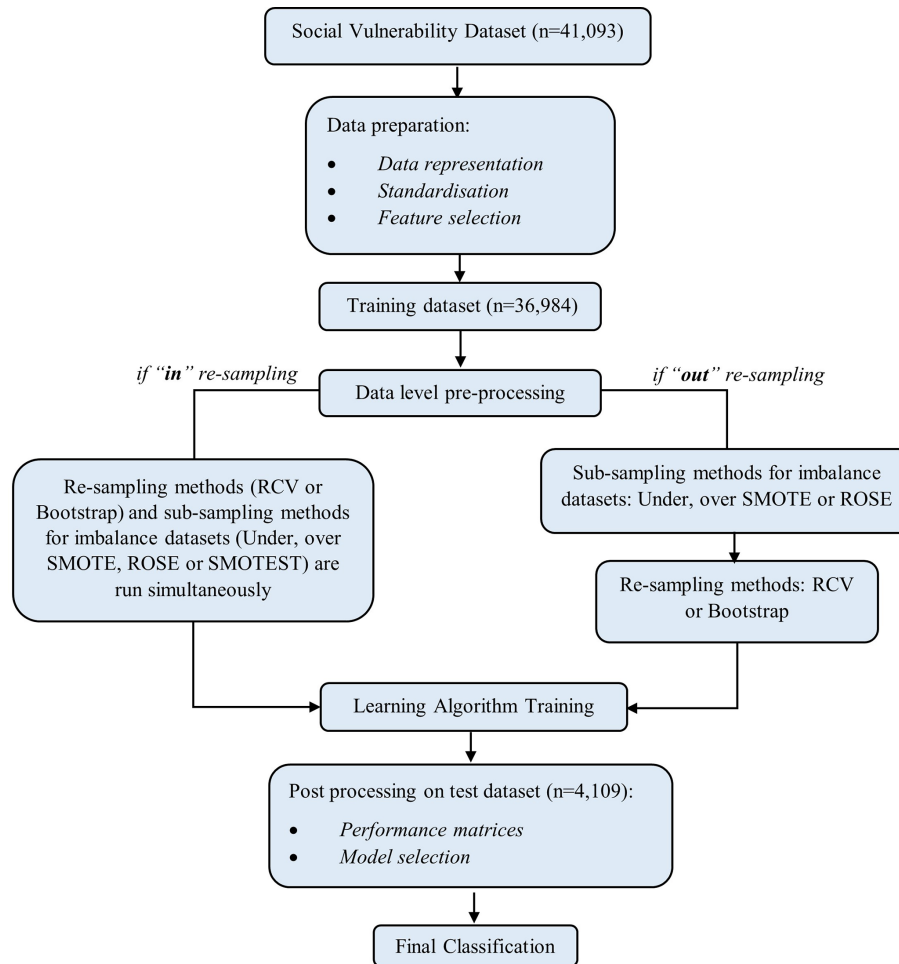 Social Vulnerability Dataset (n=41,093)
Data preparation:
• Data representation
• Standardisation
• Feature selection
Training dataset (n=36,984)
if “in” re-sampling
if “out” re-sampling
Data level pre-processing
Re-sampling methods (RCV or
Bootstrap) and sub-sampling methods
for imbalance datasets (Under, over
SMOTE, ROSE or SMOTEST) are
run simultaneously
Sub-sampling methods for imbalance
datasets: Under, over SMOTE or ROSE
Re-sampling methods: RCV
or Bootstrap
Learning Algorithm Training
Post processing on test dataset (n=4,109):
• Performance matrices
• Model selection
Final Classification